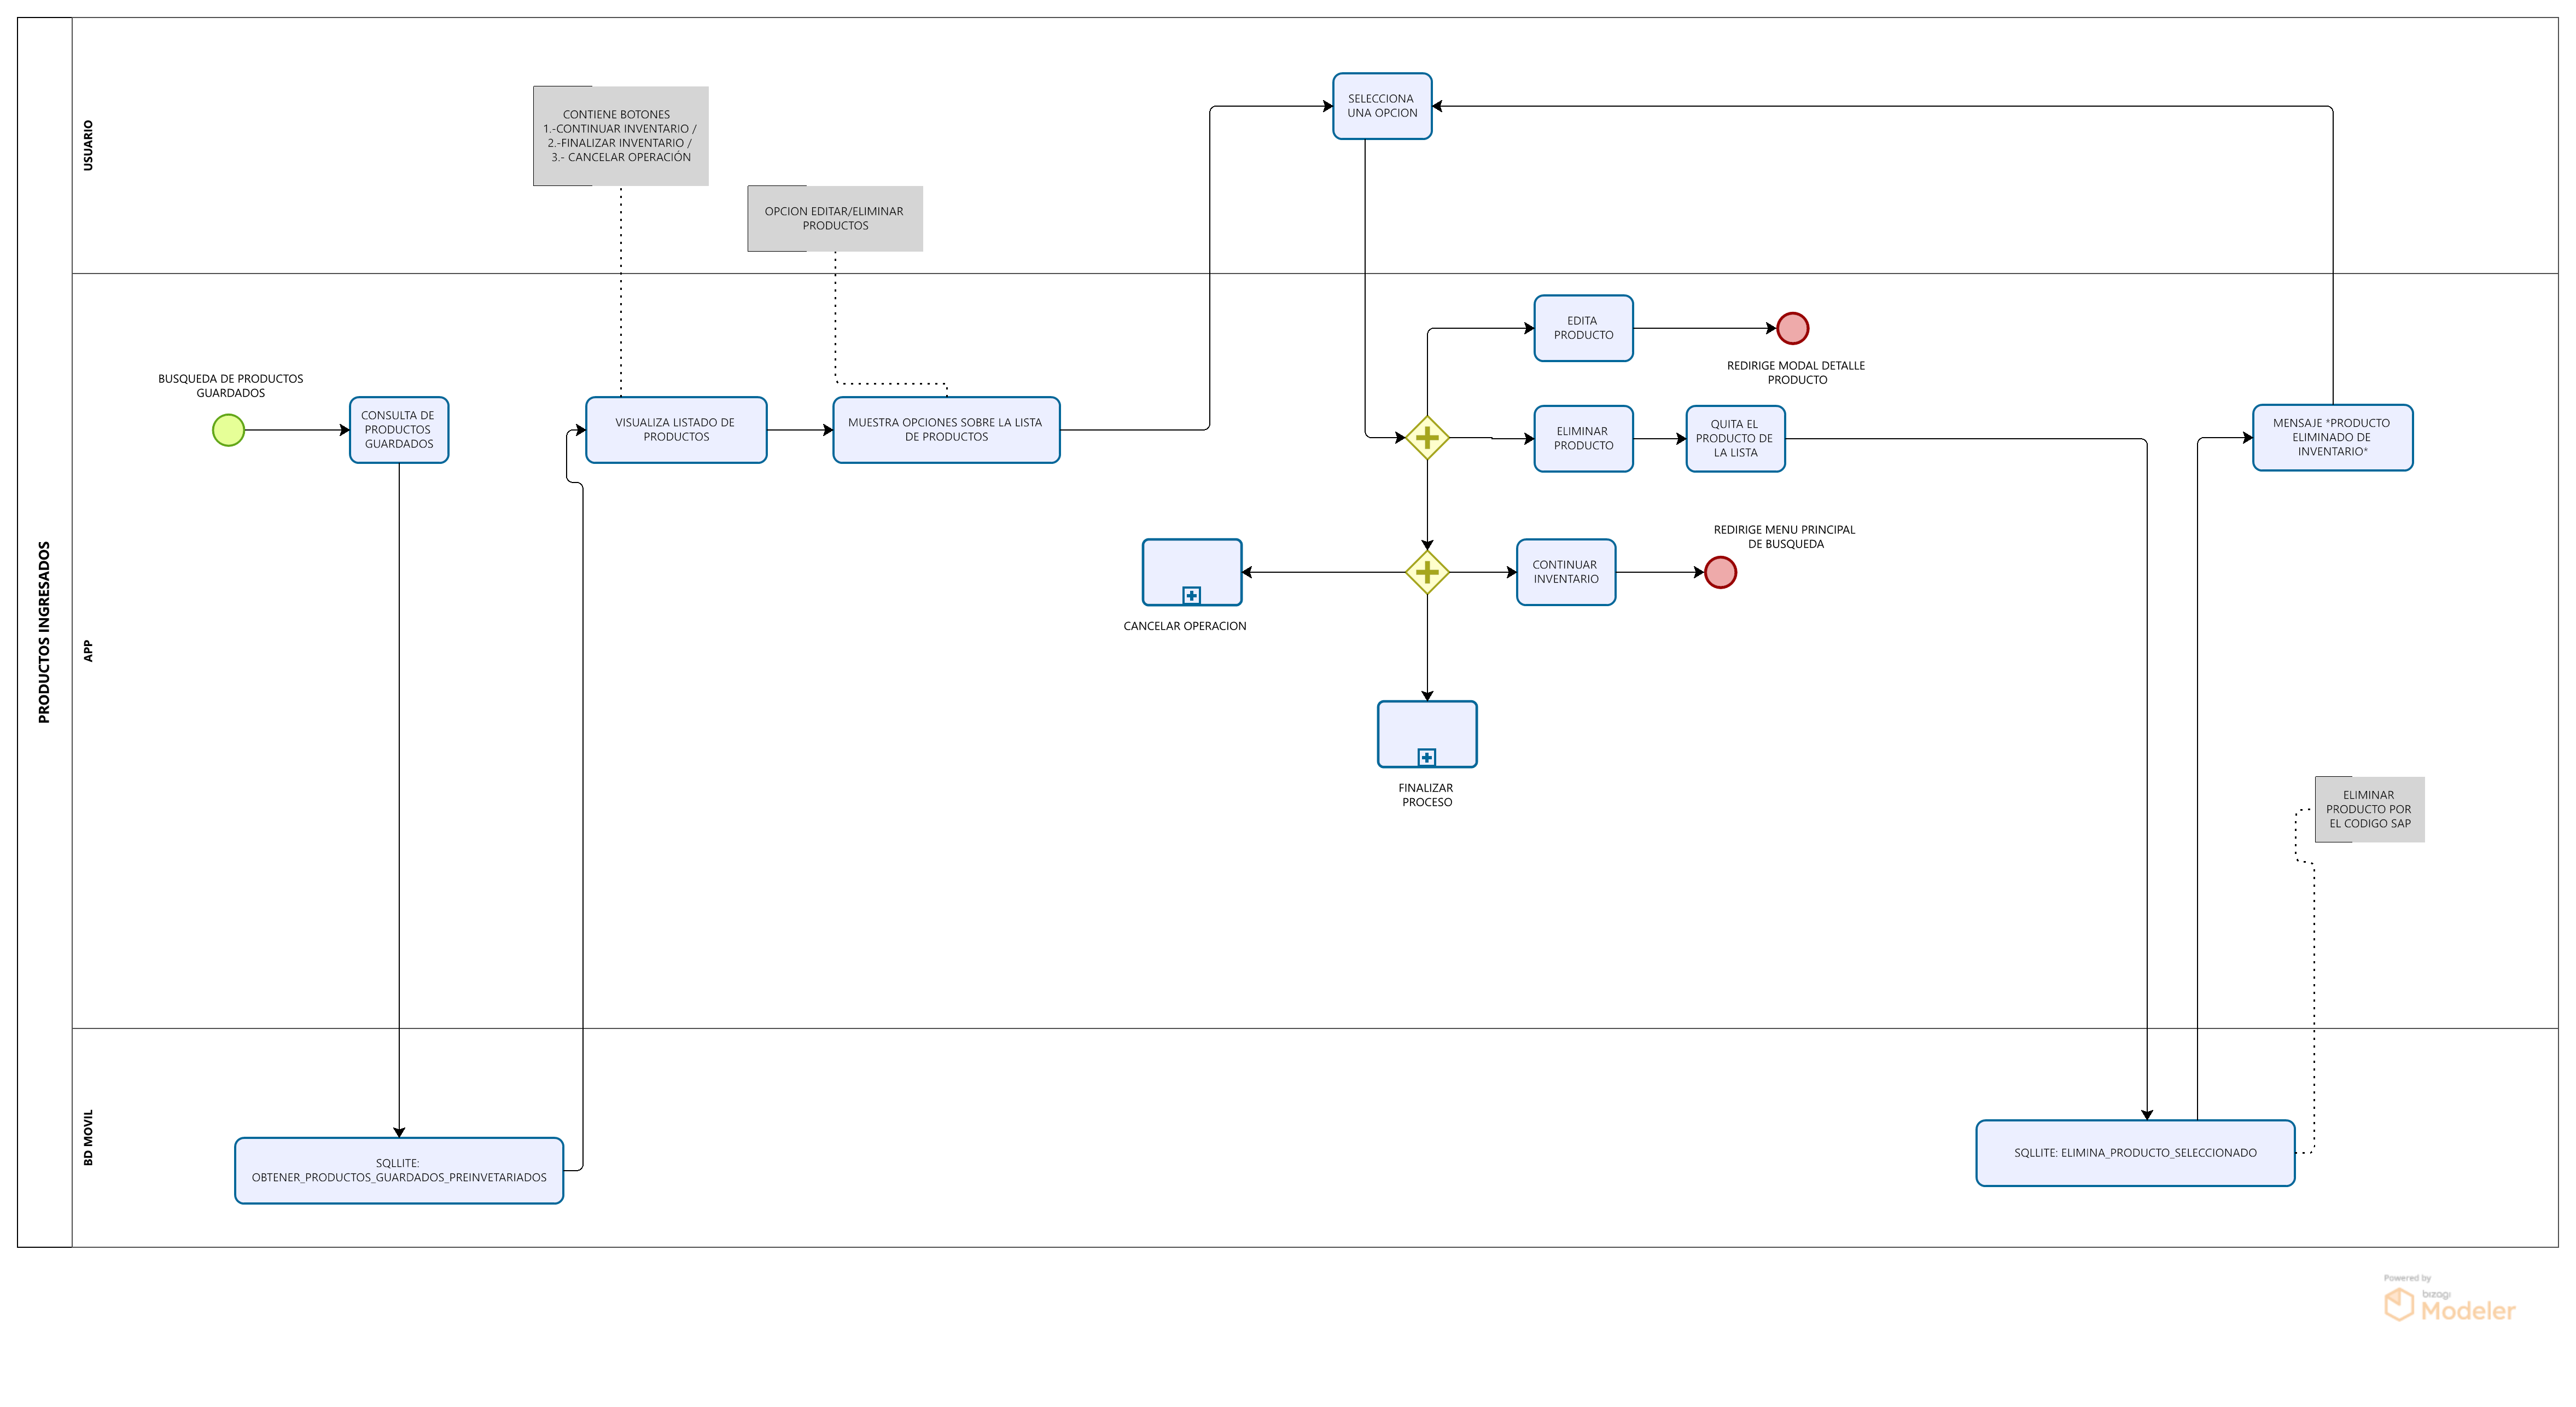 PRODUCTOS INGRESADOS
USUARIO
CONTIENE BOTONES
1.-CONTINUAR INVENTARIO /
2.-FINALIZAR INVENTARIO /
3.- CANCELAR OPERACIÓN
OPCION EDITAR/ELIMINAR
PRODUCTOS
SELECCIONA
UNA OPCION
APP
BUSQUEDA DE PRODUCTOS
GUARDADOS
CONSULTA DE
PRODUCTOS
GUARDADOS
VISUALIZA LISTADO DE
PRODUCTOS
MUESTRA OPCIONES SOBRE LA LISTA
DE PRODUCTOS
EDITA
PRODUCTO
REDIRIGE MODAL DETALLE
PRODUCTO
ELIMINAR
PRODUCTO
QUITA EL
PRODUCTO DE
LA LISTA
MENSAJE *PRODUCTO
ELIMINADO DE
INVENTARIO*
CANCELAR OPERACION
CONTINUAR
INVENTARIO
REDIRIGE MENU PRINCIPAL
DE BUSQUEDA
FINALIZAR
PROCESO
ELIMINAR
PRODUCTO POR
EL CODIGO SAP
BD MOVIL
SQLLITE:
OBTENER_PRODUCTOS_GUARDADOS_PREINVETARIADOS
SQLLITE: ELIMINA_PRODUCTO_SELECCIONADO
Powered by
bizagi
Modeler